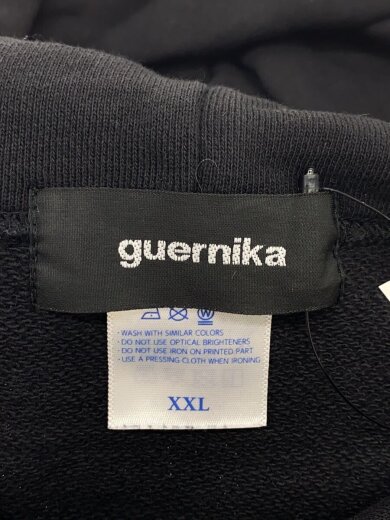 guernika
W
· WASH WITH SIMILAR COLORS
· DO NOT USE OPTICAL BRIGHTENERS
· DO NOT USE IRON ON PRINTED PART
· USE A PRESSING CLOTH WHEN IRONING
XXL